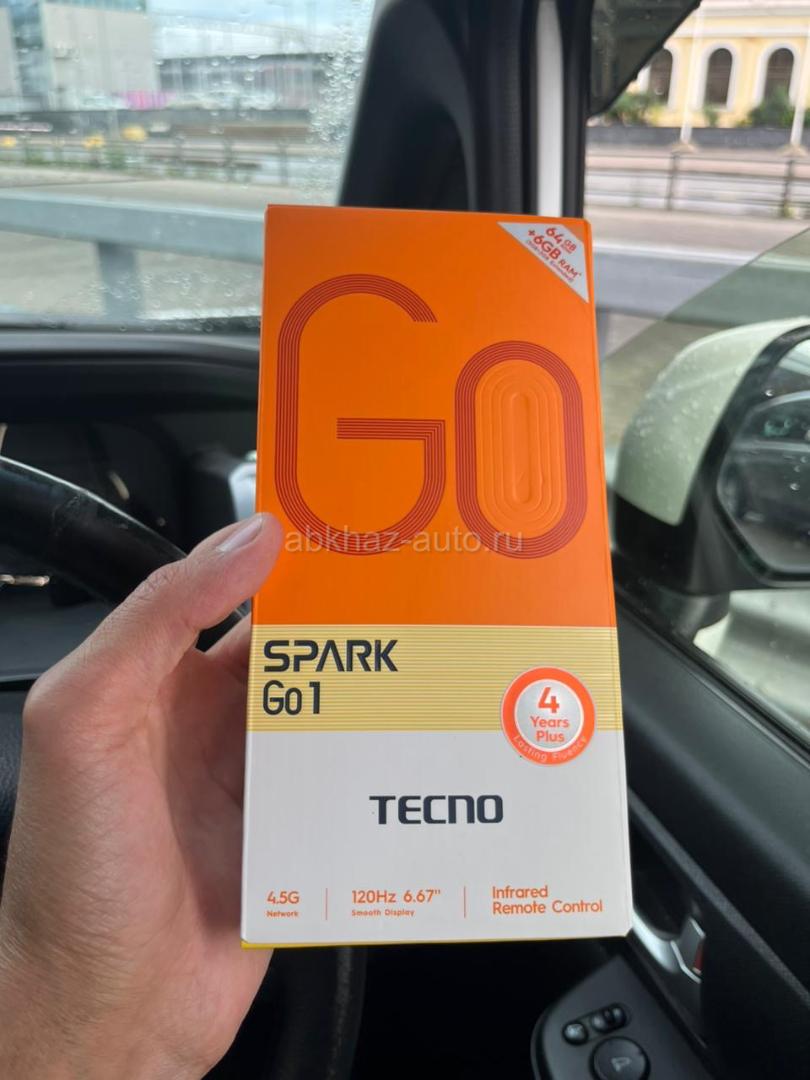 64GB
+6GB RAM*
GO
abkhaz-auto.ru
SPARK
Go 1
4
Years
Plus
Lasting Fluency
TECNO
4.5G
Network
120Hz 6.67"
Smooth Display
Infrared
Remote Control